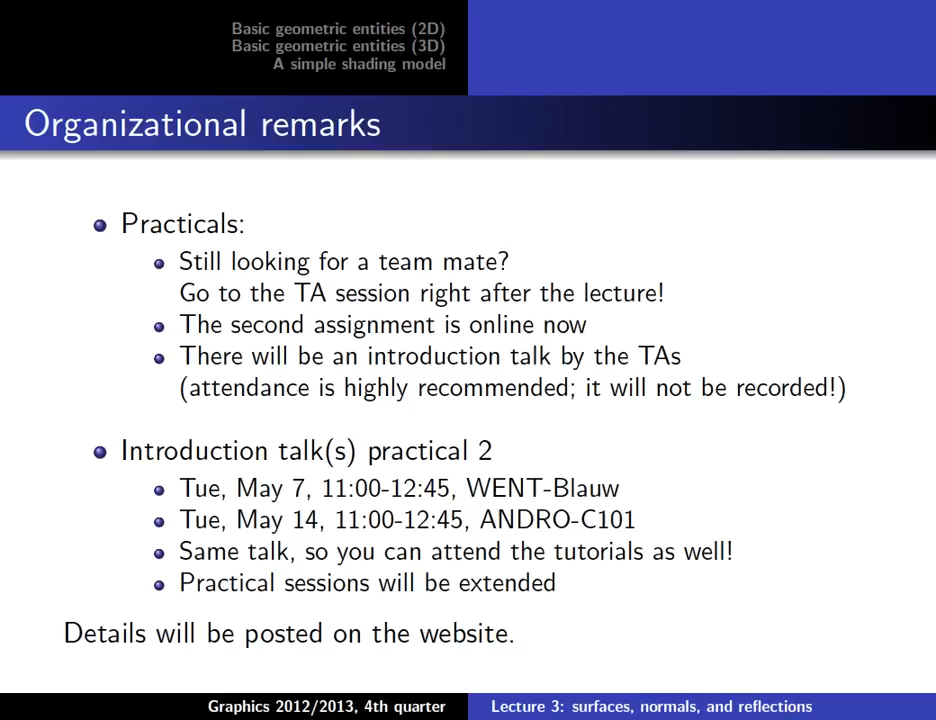 Basic geometric entities (2D)
Basic geometric entities (3D)
A simple shading model
Organizational remarks
Practicals:
Still looking for a team mate?
Go to the TA session right after the lecture!
The second assignment is online now
There will be an introduction talk by the TAs
(attendance is highly recommended; it will not be recorded!)
Introduction talk(s) practical 2
Tue, May 7, 11:00-12:45, WENT-Blauw
Tue, May 14, 11:00-12:45, ANDRO-C101
Same talk, so you can attend the tutorials as well!
Practical sessions will be extended
Details will be posted on the website.
Graphics 2012/2013, 4th quarter
Lecture 3: surfaces, normals, and reflections